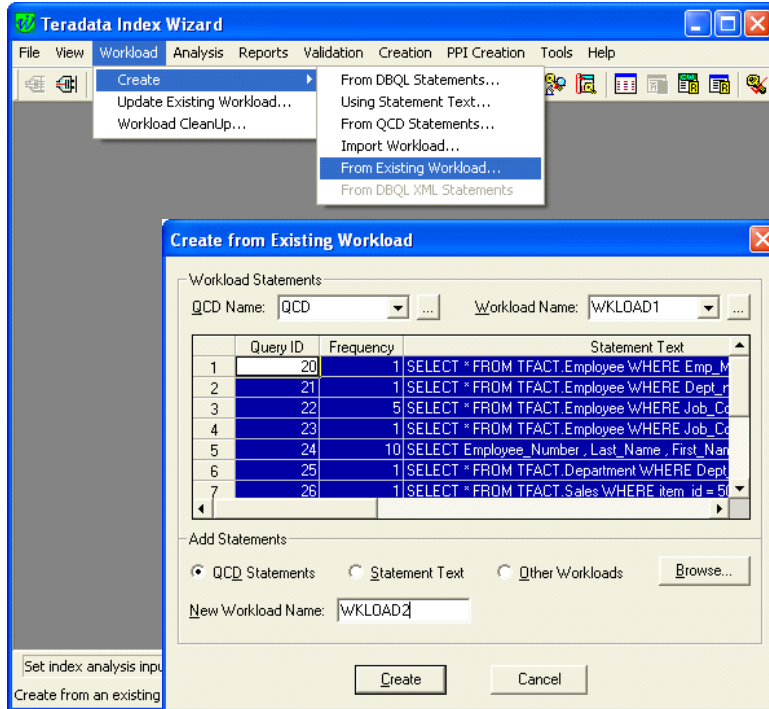 Teradata Index Wizard
File View Workload Analysis Reports Validation Creation PPI Creation Tools Help
Create
Update Existing Workload...
Workload CleanUp...
From DBQL Statements...
Using Statement Text...
From QCD Statements...
Import Workload...
From Existing Workload...
From DBQL XML Statements
Create from Existing Workload
Workload Statements
QCD Name: QCD ... Workload Name: WKLOAD1 ...
Query ID Frequency Statement Text
1 20 1 SELECT * FROM TFACT.Employee WHERE Emp_M
2 21 1 SELECT * FROM TFACT.Employee WHERE Dept_n
3 22 5 SELECT * FROM TFACT.Employee WHERE Job_Co
4 23 1 SELECT * FROM TFACT.Employee WHERE Job_Co
5 24 10 SELECT Employee_Number , Last_Name , First_Nam
6 25 1 SELECT * FROM TFACT.Department WHERE Dept_
7 26 1 SELECT * FROM TFACT.Sales WHERE item_id = 50
Add Statements
QCD Statements Statement Text Other Workloads Browse...
New Workload Name: WKLOAD2
Create Cancel
Set index analysis inpu
Create from an existing